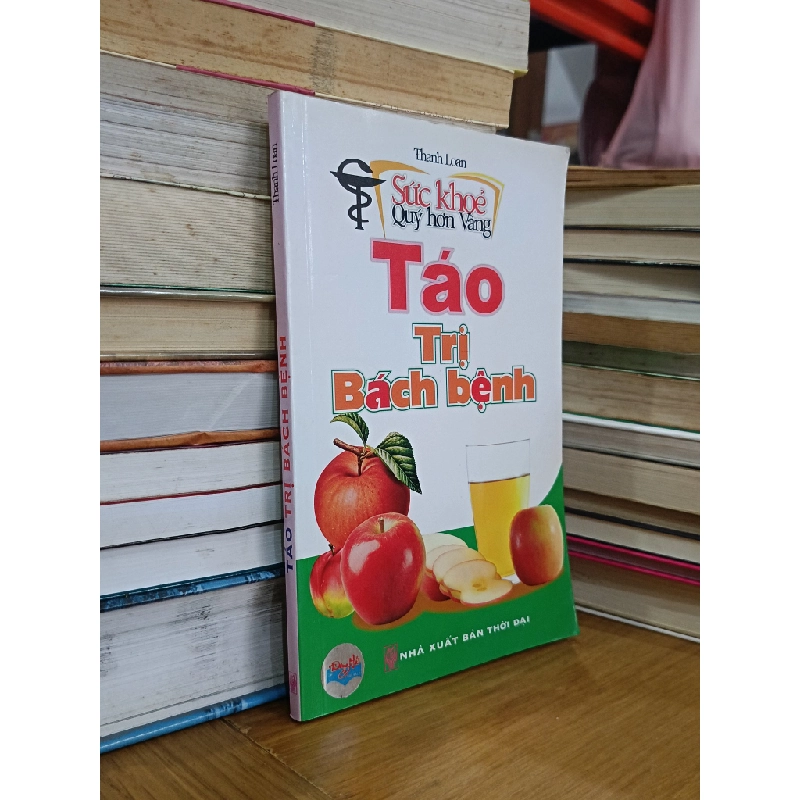 Thanh Loan
Sức khoẻ
Quý hơn Vàng
Táo
Trị
Bách bệnh
NHÀ XUẤT BẢN THỜI ĐẠI
Thanh Loan
TÁO TRỊ BÁCH BỆNH